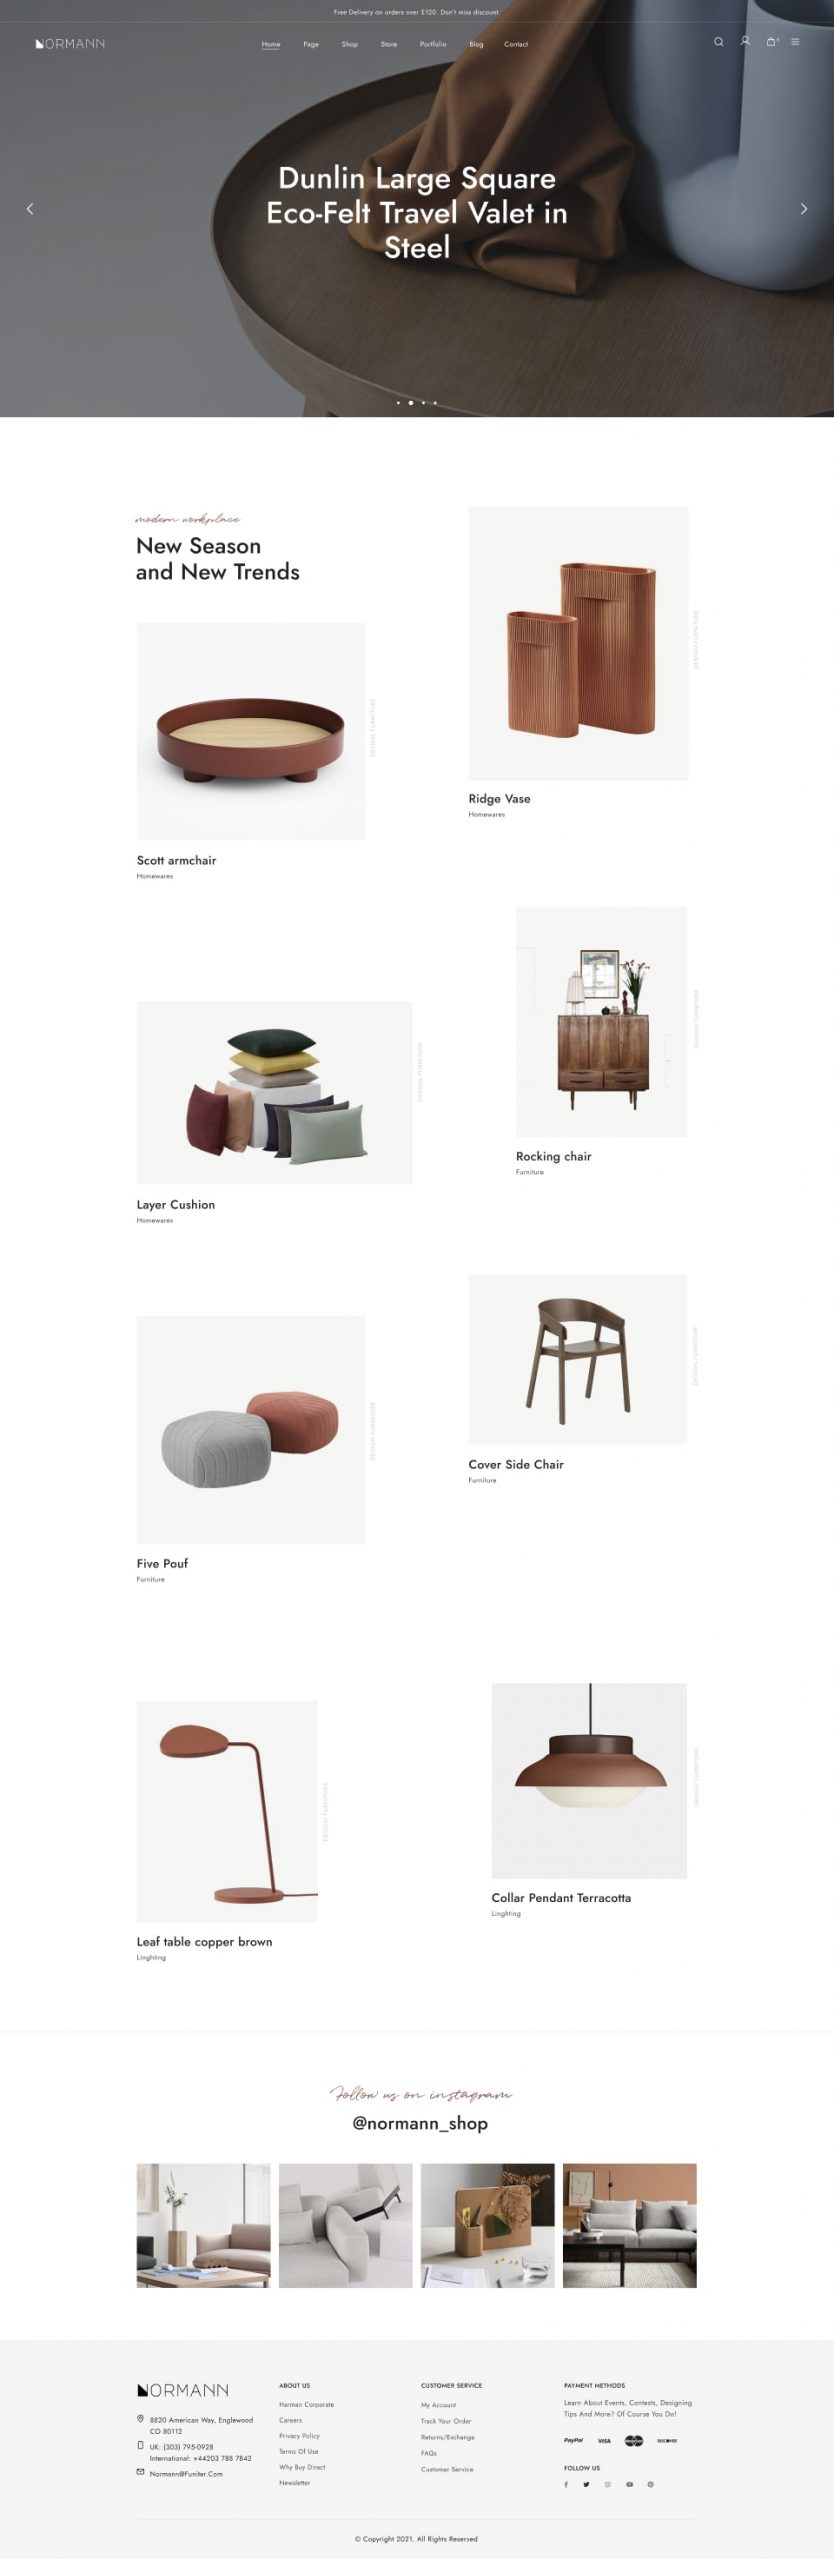 Free Delivery on orders over £120. Don't miss discount.
NORMANN
Home Page Shop Store Portfolio Blog Contact
0
Dunlin Large Square
Eco-Felt Travel Valet in
Steel
modern workplace
New Season
and New Trends
DESIGN FURNITURE
Ridge Vase
Homewares
DESIGN FURNITURE
Scott armchair
Homewares
DESIGN FURNITURE
Rocking chair
Furniture
DESIGN FURNITURE
Layer Cushion
Homewares
DESIGN FURNITURE
Cover Side Chair
Furniture
DESIGN FURNITURE
Five Pouf
Furniture
DESIGN FURNITURE
Collar Pendant Terracotta
Linghting
DESIGN FURNITURE
Leaf table copper brown
Linghting
Follow us on instagram
@normann_shop
NORMANN
8820 American Way, Englewood
CO 80112
UK: (303) 795-0928
International: +44203 788 7842
Normann@Funiter.Com
ABOUT US
Harman Corporate
Careers
Privacy Policy
Terms Of Use
Why Buy Direct
Newsletter
CUSTOMER SERVICE
My Account
Track Your Order
Returns/Exchange
FAQs
Customer Service
PAYMENT METHODS
Learn About Events, Contests, Designing
Tips And More? Of Course You Do!
PayPal VISA MasterCard DISCOVER
FOLLOW US
© Copyright 2021. All Rights Reserved